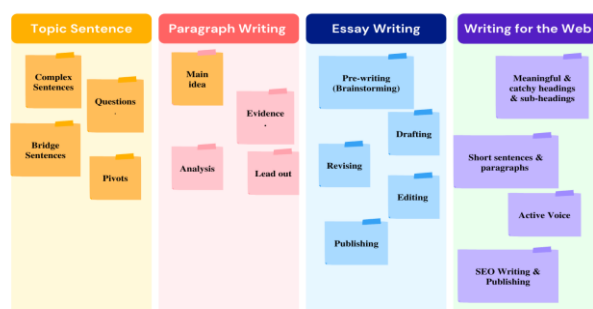 Topic Sentence
Complex
Sentences
Questions
.
Bridge
Sentences
Pivots
Paragraph Writing
Main
idea
Evidence
.
Analysis
Lead out
Essay Writing
Pre-writing
(Brainstorming)
Drafting
Revising
Editing
Publishing
Writing for the Web
Meaningful &
catchy headings
& sub-headings
Short sentences &
paragraphs
Active Voice
SEO Writing &
Publishing